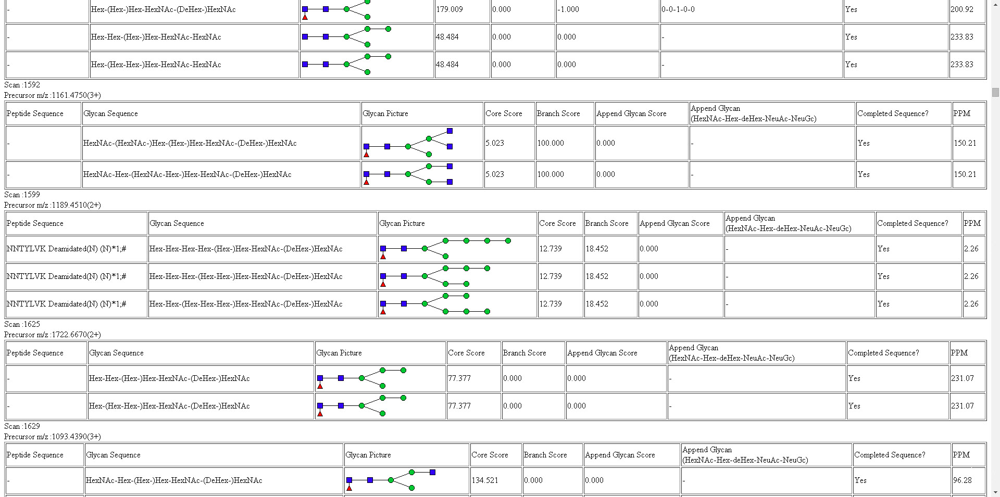 - Hex-(Hex-)Hex-HexNAc-(DeHex-)HexNAc 179.009 0.000 -1.000 0-0-1-0-0 Yes 200.92
- Hex-Hex-(Hex-)Hex-HexNAc-HexNAc 48.484 0.000 0.000 - Yes 233.83
- Hex-(Hex-Hex-)Hex-HexNAc-HexNAc 48.484 0.000 0.000 - Yes 233.83
Scan :1592
Precursor m/z :1161.4750(3+)
Peptide Sequence Glycan Sequence Glycan Picture Core Score Branch Score Append Glycan Score Append Glycan (HexNAc-Hex-deHex-NeuAc-NeuGc) Completed Sequence? PPM
- HexNAc-(HexNAc-)Hex-(Hex-)Hex-HexNAc-(DeHex-)HexNAc 5.023 100.000 0.000 - Yes 150.21
- HexNAc-Hex-(HexNAc-Hex-)Hex-HexNAc-(DeHex-)HexNAc 5.023 100.000 0.000 - Yes 150.21
Scan :1599
Precursor m/z :1189.4510(2+)
Peptide Sequence Glycan Sequence Glycan Picture Core Score Branch Score Append Glycan Score Append Glycan (HexNAc-Hex-deHex-NeuAc-NeuGc) Completed Sequence? PPM
NNTYLVK Deamidated(N) (N)*1;# Hex-Hex-Hex-Hex-(Hex-)Hex-HexNAc-(DeHex-)HexNAc 12.739 18.452 0.000 - Yes 2.26
NNTYLVK Deamidated(N) (N)*1;# Hex-Hex-Hex-(Hex-Hex-)Hex-HexNAc-(DeHex-)HexNAc 12.739 18.452 0.000 - Yes 2.26
NNTYLVK Deamidated(N) (N)*1;# Hex-Hex-(Hex-Hex-Hex-)Hex-HexNAc-(DeHex-)HexNAc 12.739 18.452 0.000 - Yes 2.26
Scan :1625
Precursor m/z :1722.6670(2+)
Peptide Sequence Glycan Sequence Glycan Picture Core Score Branch Score Append Glycan Score Append Glycan (HexNAc-Hex-deHex-NeuAc-NeuGc) Completed Sequence? PPM
- Hex-Hex-(Hex-)Hex-HexNAc-(DeHex-)HexNAc 77.377 0.000 0.000 - Yes 231.07
- Hex-(Hex-Hex-)Hex-HexNAc-(DeHex-)HexNAc 77.377 0.000 0.000 - Yes 231.07
Scan :1629
Precursor m/z :1093.4390(3+)
Peptide Sequence Glycan Sequence Glycan Picture Core Score Branch Score Append Glycan Score Append Glycan (HexNAc-Hex-deHex-NeuAc-NeuGc) Completed Sequence? PPM
- HexNAc-Hex-(Hex-)Hex-HexNAc-(DeHex-)HexNAc 134.521 0.000 0.000 - Yes 96.28